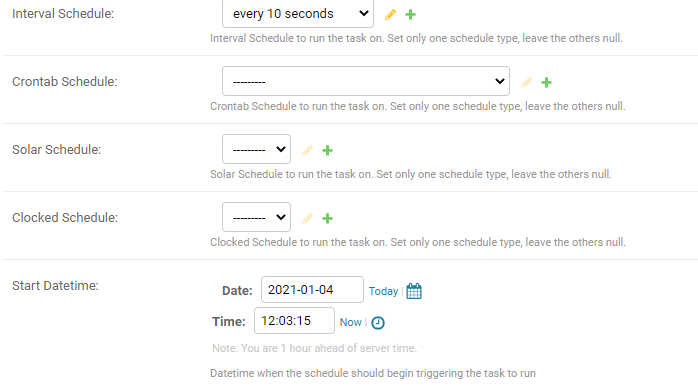 Interval Schedule: every 10 seconds
Interval Schedule to run the task on. Set only one schedule type, leave the others null.
Crontab Schedule: ---------
Crontab Schedule to run the task on. Set only one schedule type, leave the others null.
Solar Schedule: ---------
Solar Schedule to run the task on. Set only one schedule type, leave the others null.
Clocked Schedule: ---------
Clocked Schedule to run the task on. Set only one schedule type, leave the others null.
Start Datetime:
Date: 2021-01-04 Today |
Time: 12:03:15 Now |
Note: You are 1 hour ahead of server time.
Datetime when the schedule should begin triggering the task to run